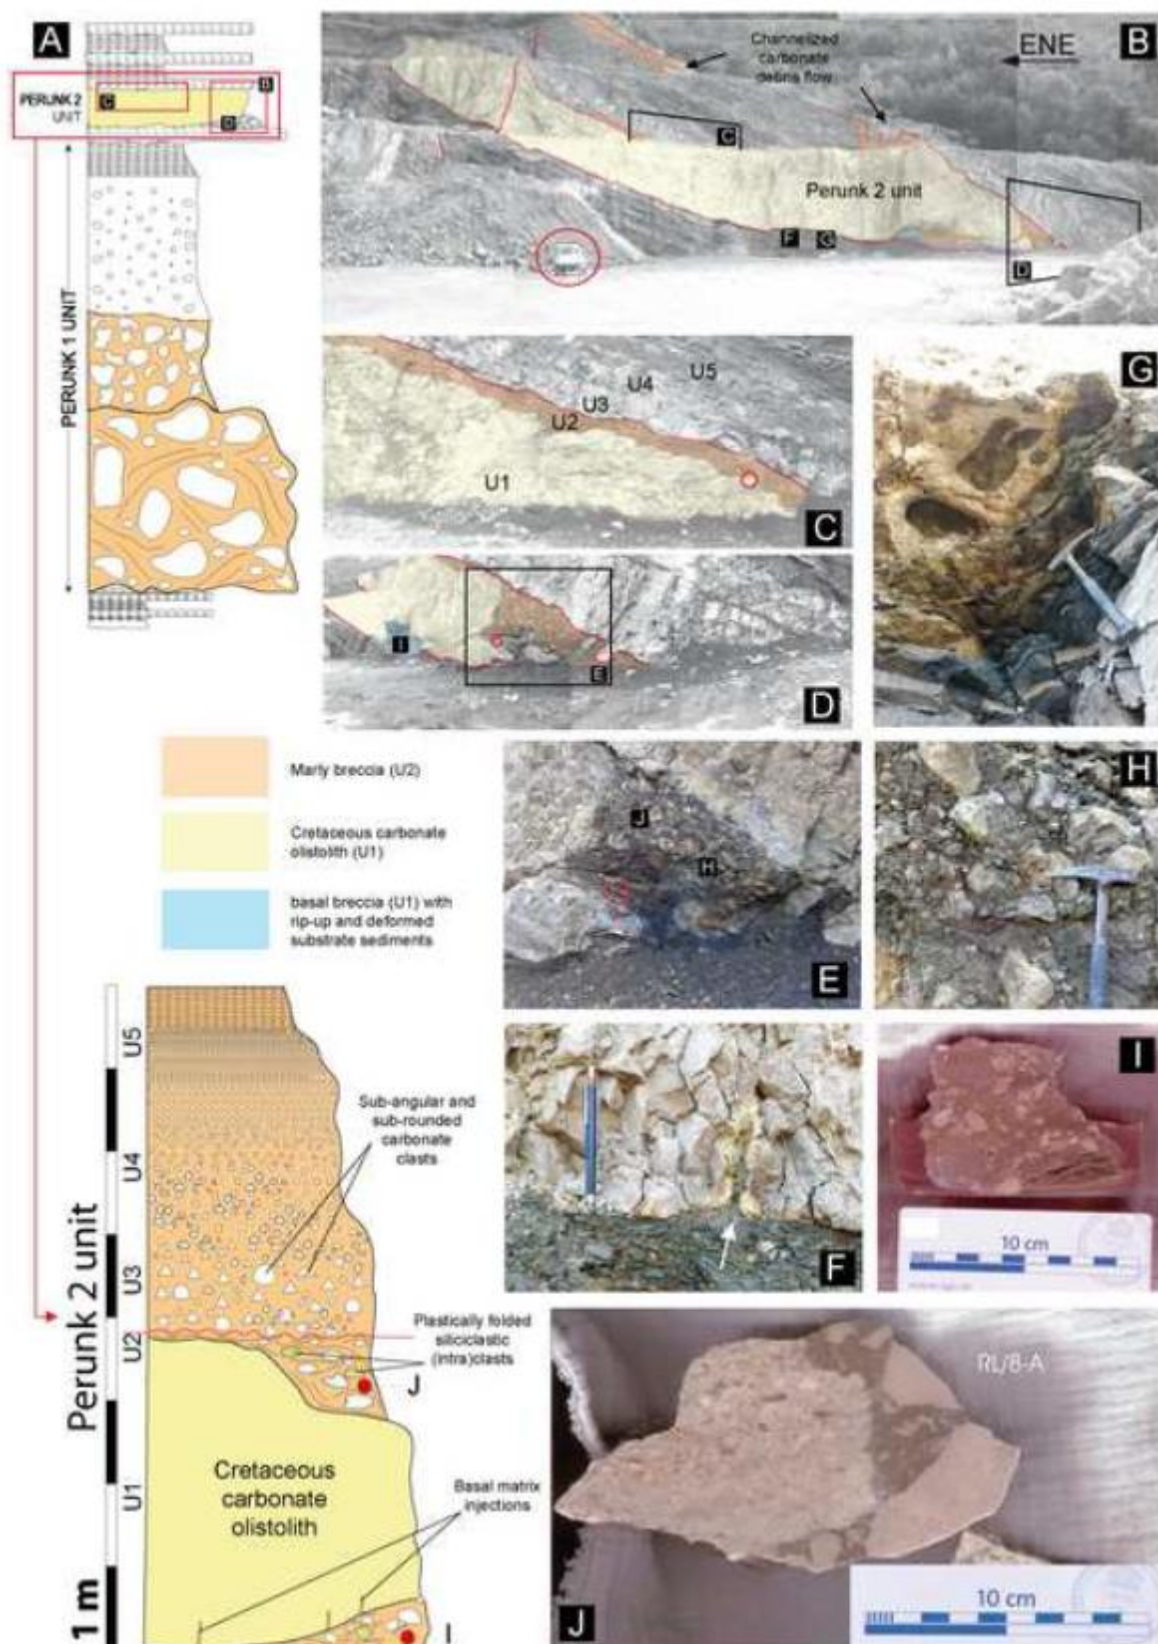 A
PERUNK 2
UNIT
B
C
D
PERUNK 1 UNIT
B
Channelized
carbonate
debris flow
ENE
C
Perunk 2 unit
F
G
D
U5
U4
U3
U2
U1
C
G
I
E
D
Marly breccia (U2)
Cretaceous carbonate
olistolith (U1)
basal breccia (U1) with
rip-up and deformed
substrate sediments
J
H
E
H
F
I
10 cm
Perunk 2 unit
1 m
U5
U4
U3
U2
U1
Sub-angular and
sub-rounded
carbonate
clasts
Plastically folded
siliciclastic
(intra)clasts
J
Cretaceous
carbonate
olistolith
Basal matrix
injections
I
RL/8-A
10 cm
J